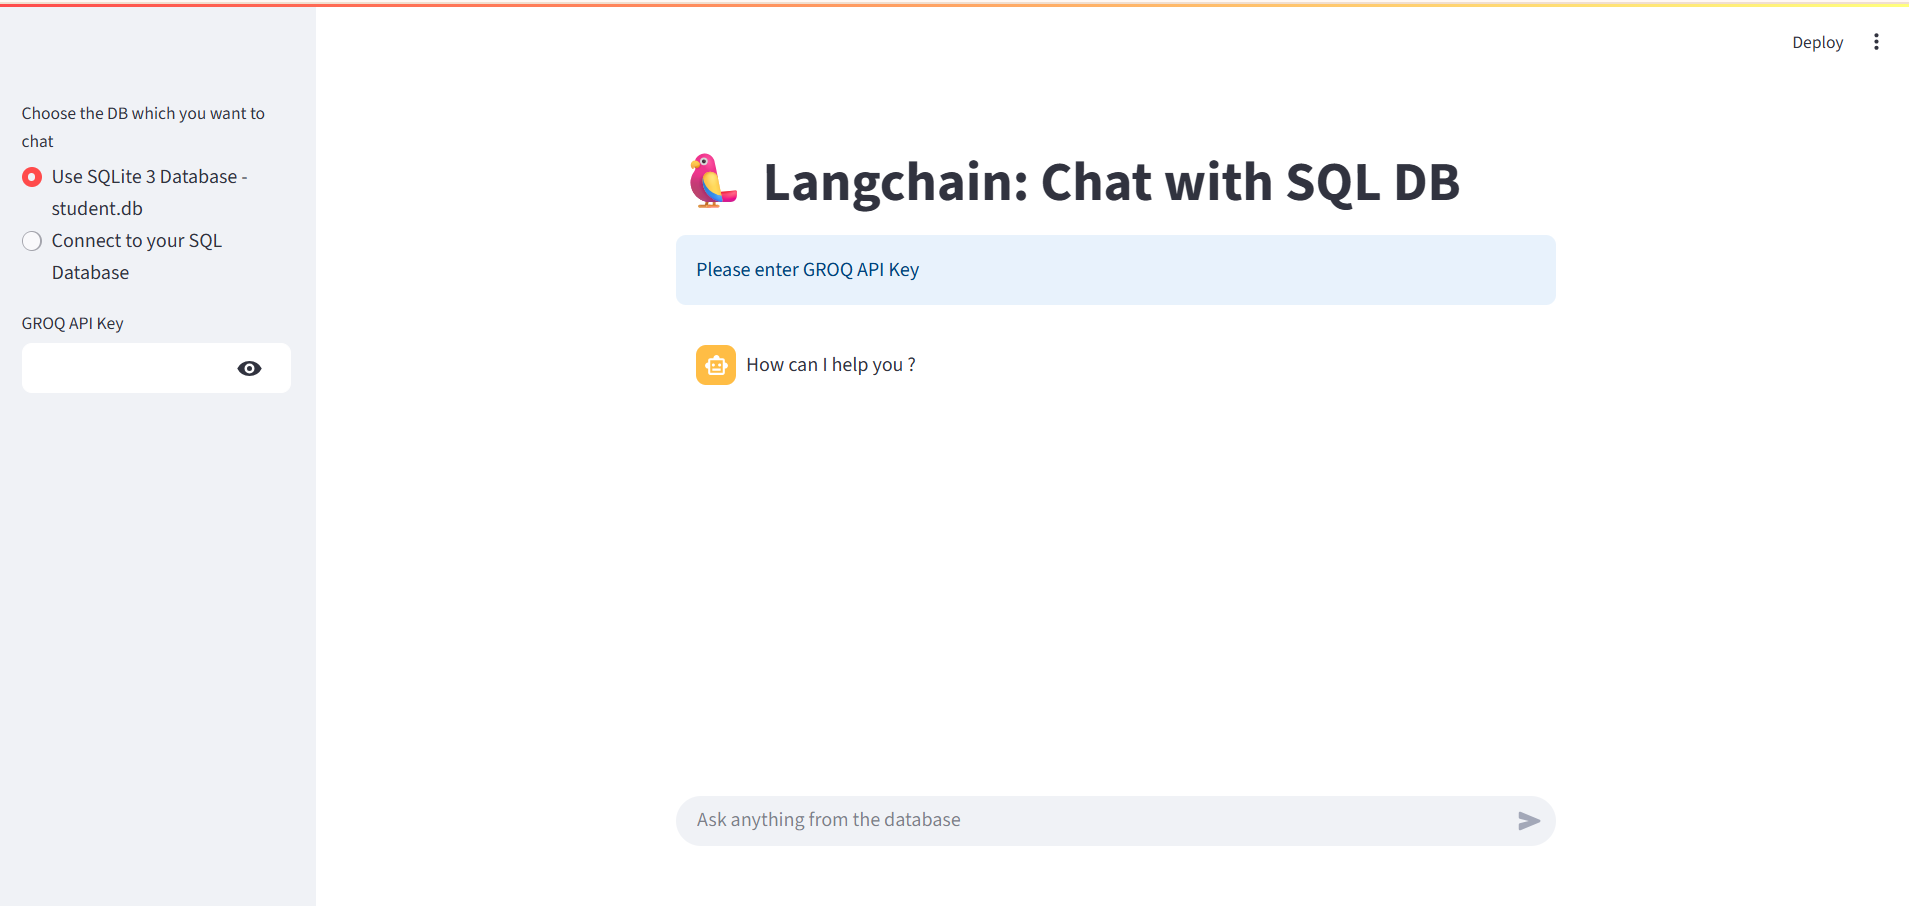 Deploy
Choose the DB which you want to
chat
Use SQLite 3 Database -
student.db
Connect to your SQL
Database
GROQ API Key
Langchain: Chat with SQL DB
Please enter GROQ API Key
How can I help you ?
Ask anything from the database